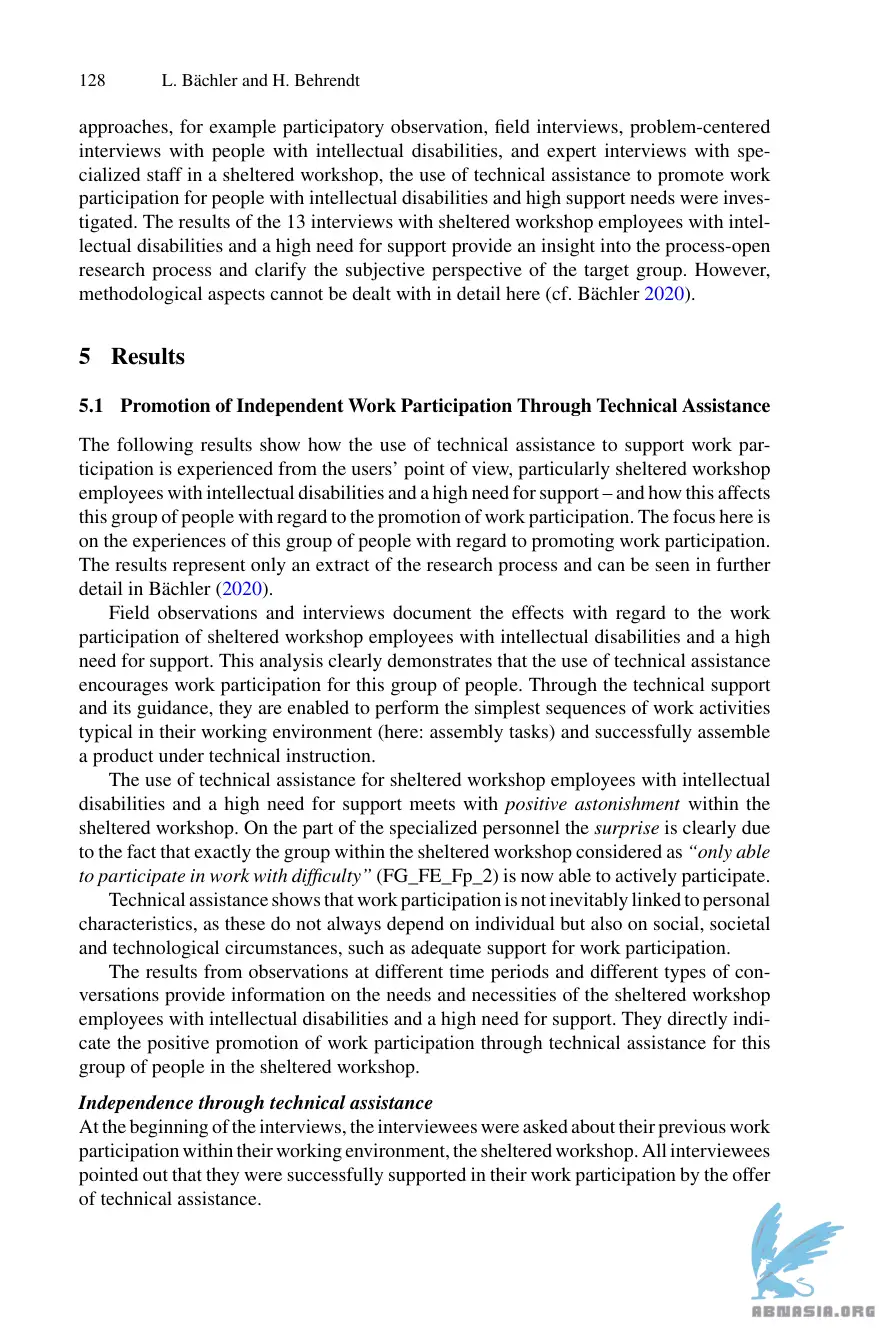 128 L. Bächler and H. Behrendt
approaches, for example participatory observation, field interviews, problem-centered
interviews with people with intellectual disabilities, and expert interviews with spe-
cialized staff in a sheltered workshop, the use of technical assistance to promote work
participation for people with intellectual disabilities and high support needs were inves-
tigated. The results of the 13 interviews with sheltered workshop employees with intel-
lectual disabilities and a high need for support provide an insight into the process-open
research process and clarify the subjective perspective of the target group. However,
methodological aspects cannot be dealt with in detail here (cf. Bächler 2020).
5 Results
5.1 Promotion of Independent Work Participation Through Technical Assistance
The following results show how the use of technical assistance to support work par-
ticipation is experienced from the users’ point of view, particularly sheltered workshop
employees with intellectual disabilities and a high need for support – and how this affects
this group of people with regard to the promotion of work participation. The focus here is
on the experiences of this group of people with regard to promoting work participation.
The results represent only an extract of the research process and can be seen in further
detail in Bächler (2020).
Field observations and interviews document the effects with regard to the work
participation of sheltered workshop employees with intellectual disabilities and a high
need for support. This analysis clearly demonstrates that the use of technical assistance
encourages work participation for this group of people. Through the technical support
and its guidance, they are enabled to perform the simplest sequences of work activities
typical in their working environment (here: assembly tasks) and successfully assemble
a product under technical instruction.
The use of technical assistance for sheltered workshop employees with intellectual
disabilities and a high need for support meets with positive astonishment within the
sheltered workshop. On the part of the specialized personnel the surprise is clearly due
to the fact that exactly the group within the sheltered workshop considered as “only able
to participate in work with difficulty” (FG_FE_Fp_2) is now able to actively participate.
Technical assistance shows that work participation is not inevitably linked to personal
characteristics, as these do not always depend on individual but also on social, societal
and technological circumstances, such as adequate support for work participation.
The results from observations at different time periods and different types of con-
versations provide information on the needs and necessities of the sheltered workshop
employees with intellectual disabilities and a high need for support. They directly indi-
cate the positive promotion of work participation through technical assistance for this
group of people in the sheltered workshop.
Independence through technical assistance
At the beginning of the interviews, the interviewees were asked about their previous work
participation within their working environment, the sheltered workshop. All interviewees
pointed out that they were successfully supported in their work participation by the offer
of technical assistance.
ABNASIA.ORG